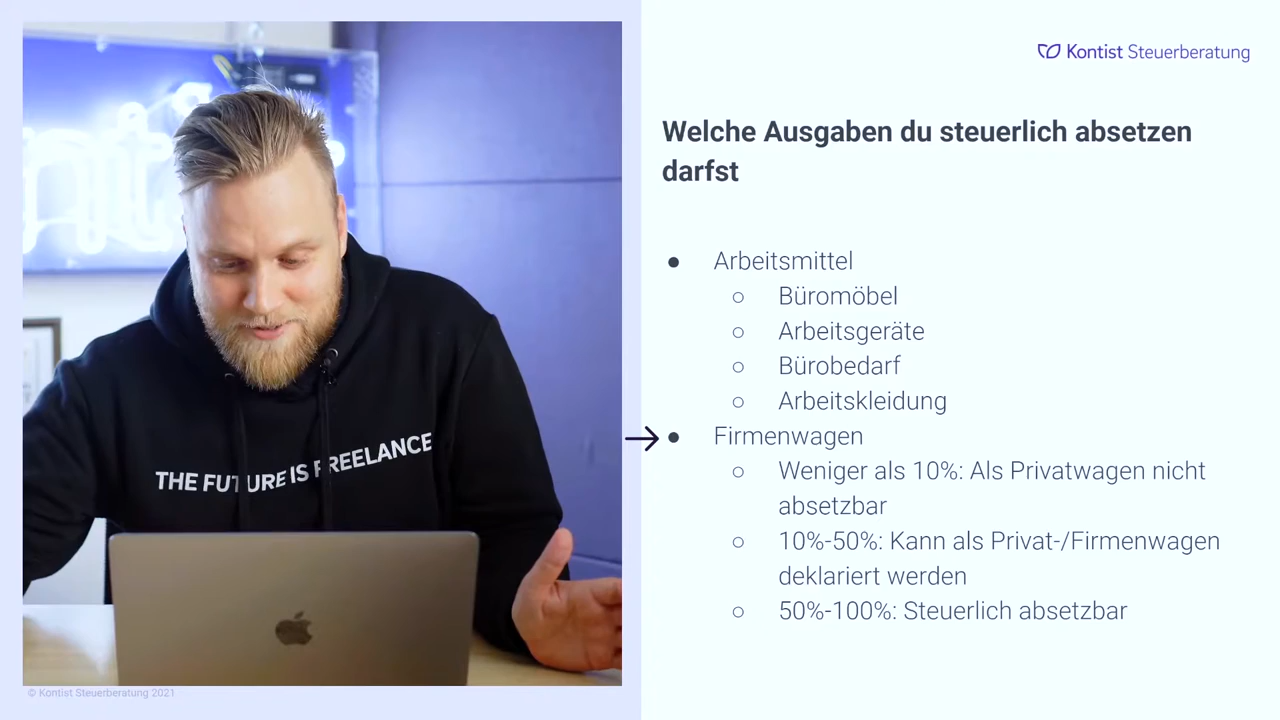 Kontist Steuerberatung
Welche Ausgaben du steuerlich absetzen
darfst
● Arbeitsmittel
○ Büromöbel
○ Arbeitsgeräte
○ Bürobedarf
○ Arbeitskleidung
● Firmenwagen
○ Weniger als 10%: Als Privatwagen nicht
absetzbar
○ 10%-50%: Kann als Privat-/Firmenwagen
deklariert werden
○ 50%-100%: Steuerlich absetzbar
THE FUTURE IS FREELANCE
© Kontist Steuerberatung 2021